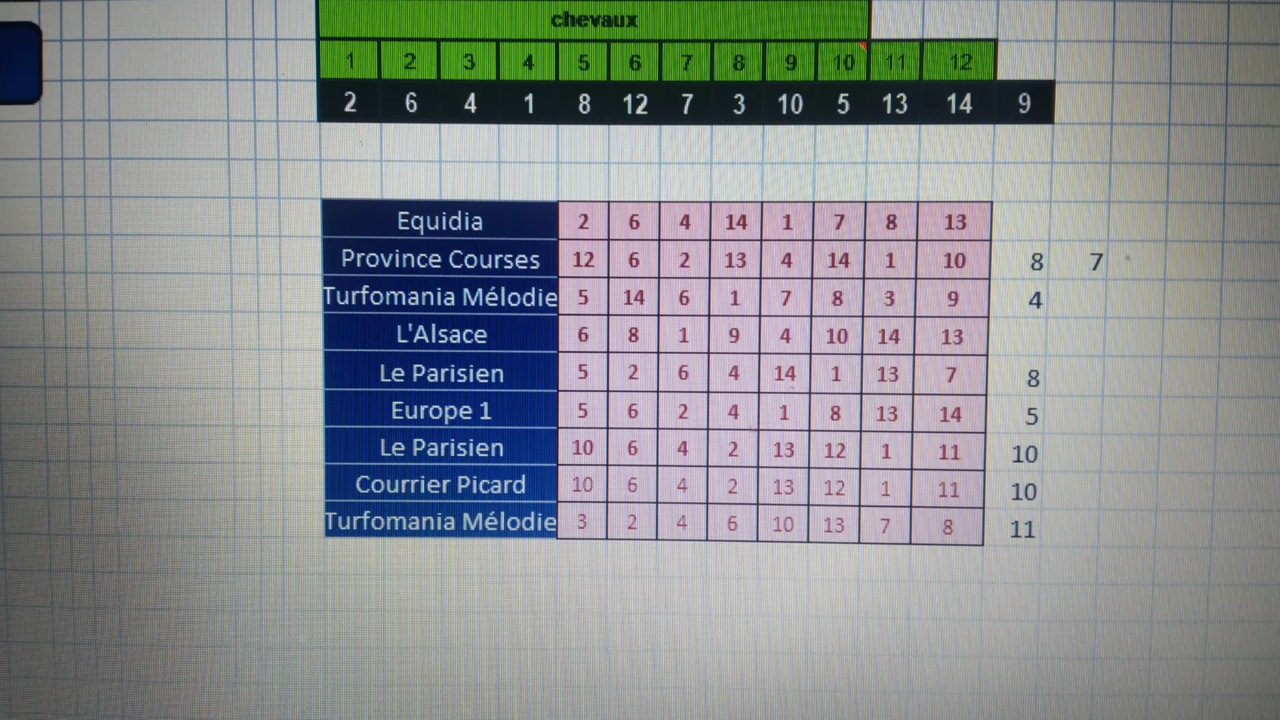 chevaux
1 2 3 4 5 6 7 8 9 10 11 12
2 6 4 1 8 12 7 3 10 5 13 14 9
Equidia 2 6 4 14 1 7 8 13
Province Courses 12 6 2 13 4 14 1 10 8 7
Turfomania Mélodie 5 14 6 1 7 8 3 9 4
L'Alsace 6 8 1 9 4 10 14 13
Le Parisien 5 2 6 4 14 1 13 7 8
Europe 1 5 6 2 4 1 8 13 14 5
Le Parisien 10 6 4 2 13 12 1 11 10
Courrier Picard 10 6 4 2 13 12 1 11 10
Turfomania Mélodie 3 2 4 6 10 13 7 8 11